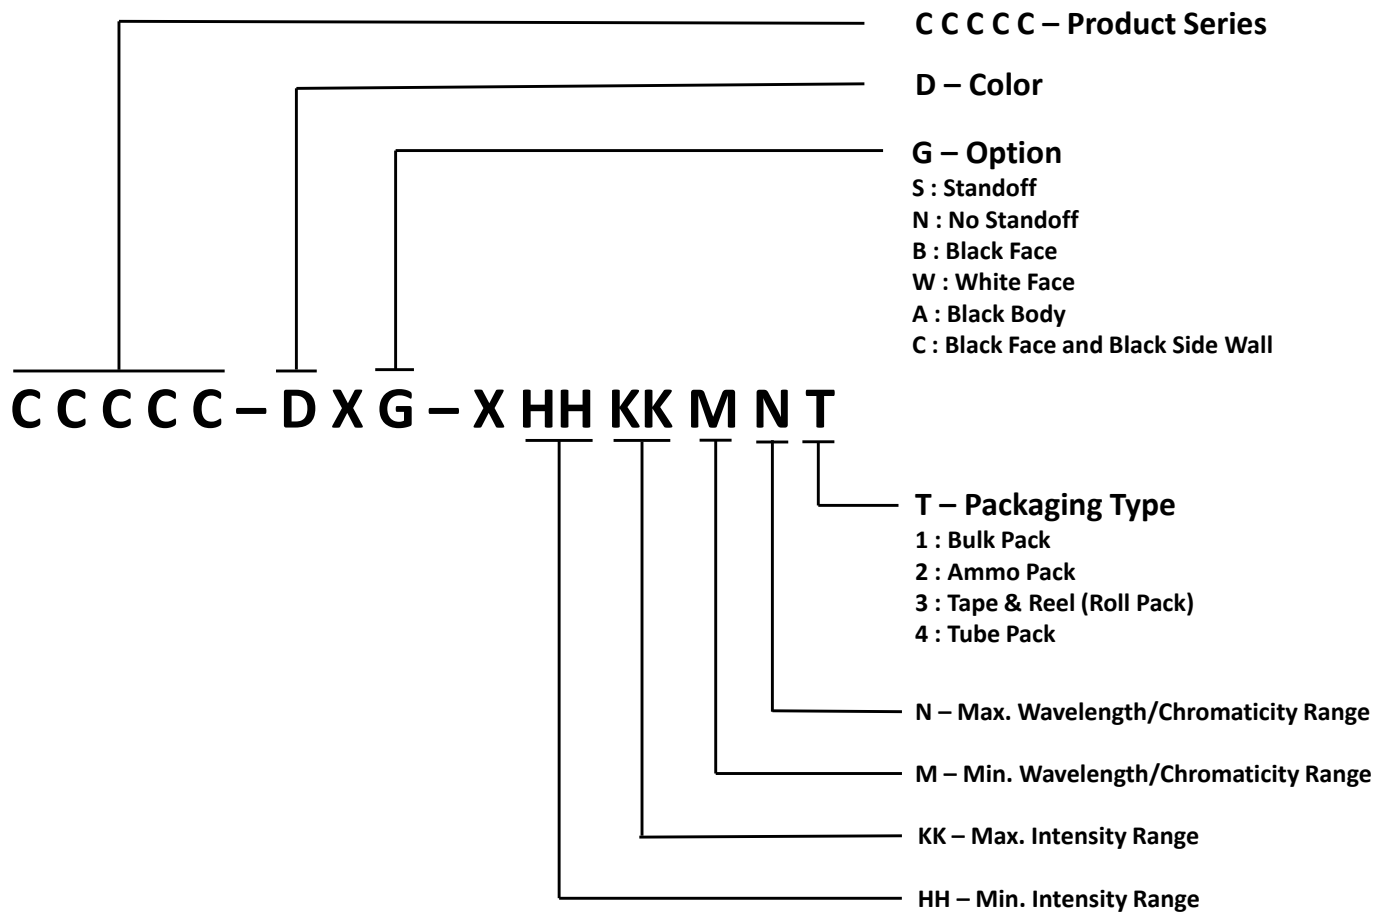 C C C C C – Product Series
D – Color
G – Option
S : Standoff
N : No Standoff
B : Black Face
W : White Face
A : Black Body
C : Black Face and Black Side Wall
C C C C C – D X G – X HH KK M N T
T – Packaging Type
1 : Bulk Pack
2 : Ammo Pack
3 : Tape & Reel (Roll Pack)
4 : Tube Pack
N – Max. Wavelength/Chromaticity Range
M – Min. Wavelength/Chromaticity Range
KK – Max. Intensity Range
HH – Min. Intensity Range